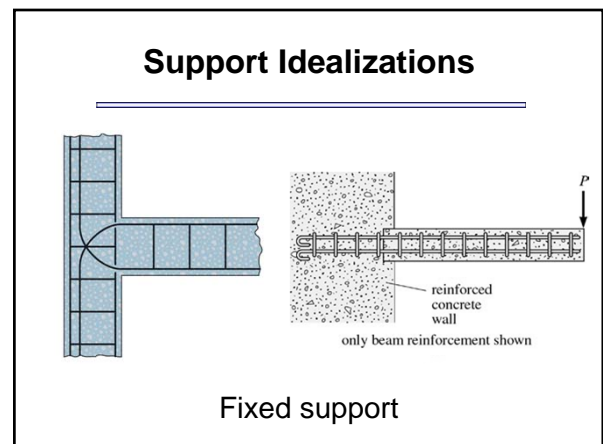 Support Idealizations
P
reinforced
concrete
wall
only beam reinforcement shown
Fixed support